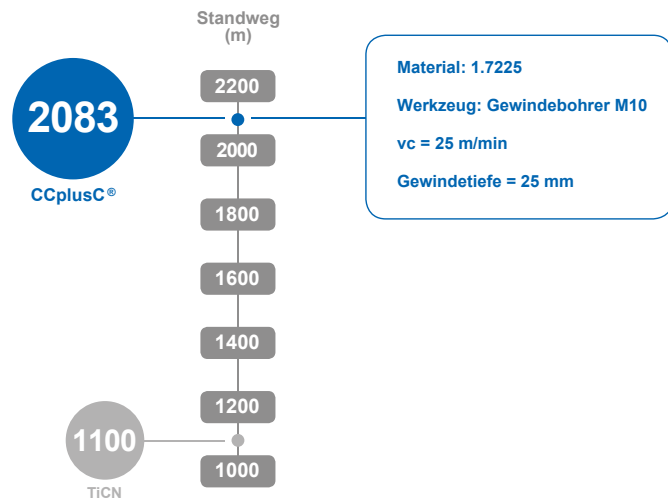 Standweg
(m)
2200
2083
CCplusC®
2000
1800
1600
1400
1200
1100
TiCN
1000
Material: 1.7225
Werkzeug: Gewindebohrer M10
vc = 25 m/min
Gewindetiefe = 25 mm